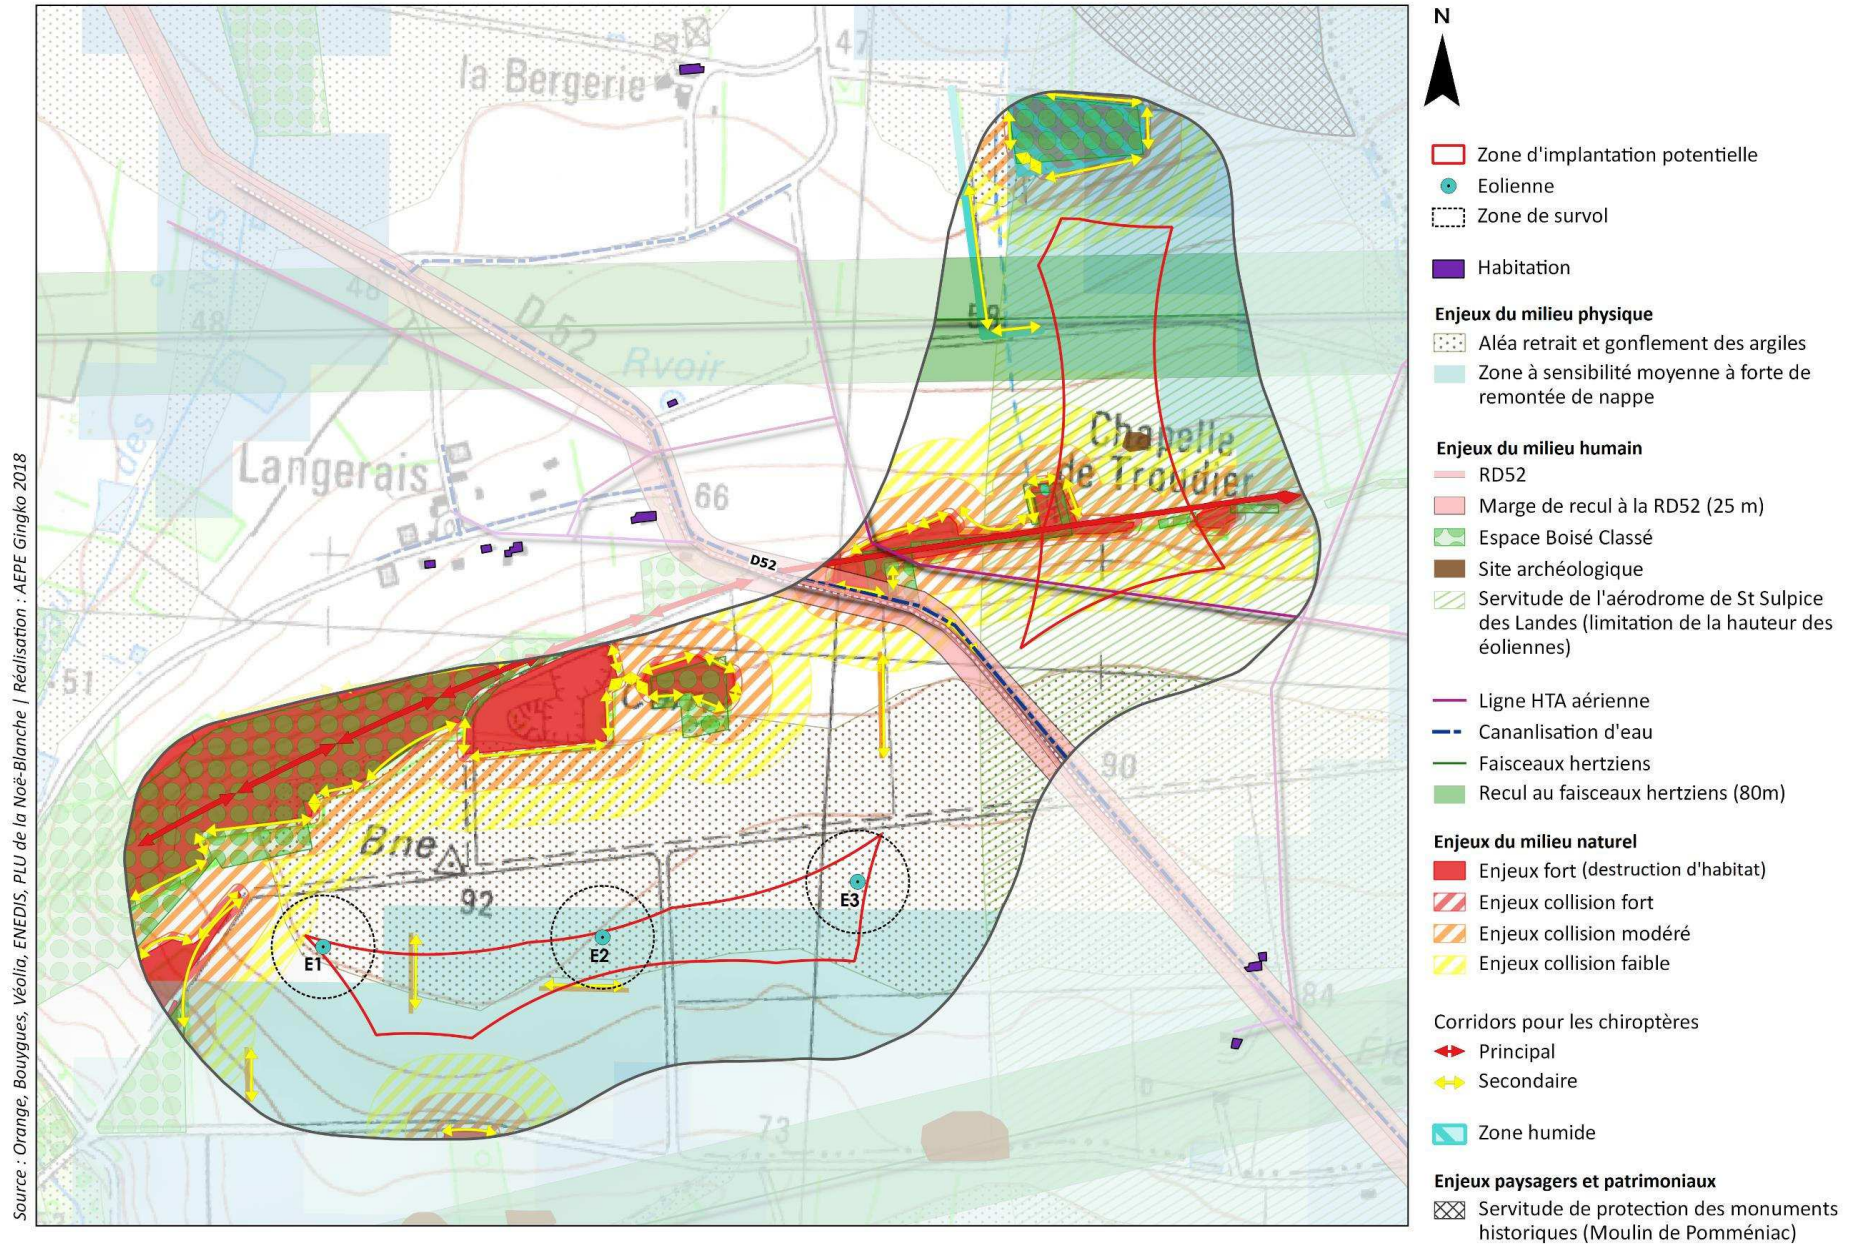 la Bergerie
47
48
48
D 52
Rvoir
59
Langerais
66
Chapelle
de Troudier
D52
51
des
la
90
Bne
92
E1
E2
E3
84
73
0
Source : Orange, Bouygues, Véolia, ENEDIS, PLU de la Noë-Blanche | Réalisation : AEPE Gingko 2018
N
Zone d'implantation potentielle
Eolienne
Zone de survol
Habitation
Enjeux du milieu physique
Aléa retrait et gonflement des argiles
Zone à sensibilité moyenne à forte de
remontée de nappe
Enjeux du milieu humain
RD52
Marge de recul à la RD52 (25 m)
Espace Boisé Classé
Site archéologique
Servitude de l'aérodrome de St Sulpice
des Landes (limitation de la hauteur des
éoliennes)
Ligne HTA aérienne
Cananlisation d'eau
Faisceaux hertziens
Recul au faisceaux hertziens (80m)
Enjeux du milieu naturel
Enjeux fort (destruction d'habitat)
Enjeux collision fort
Enjeux collision modéré
Enjeux collision faible
Corridors pour les chiroptères
Principal
Secondaire
Zone humide
Enjeux paysagers et patrimoniaux
Servitude de protection des monuments
historiques (Moulin de Pomméniac)